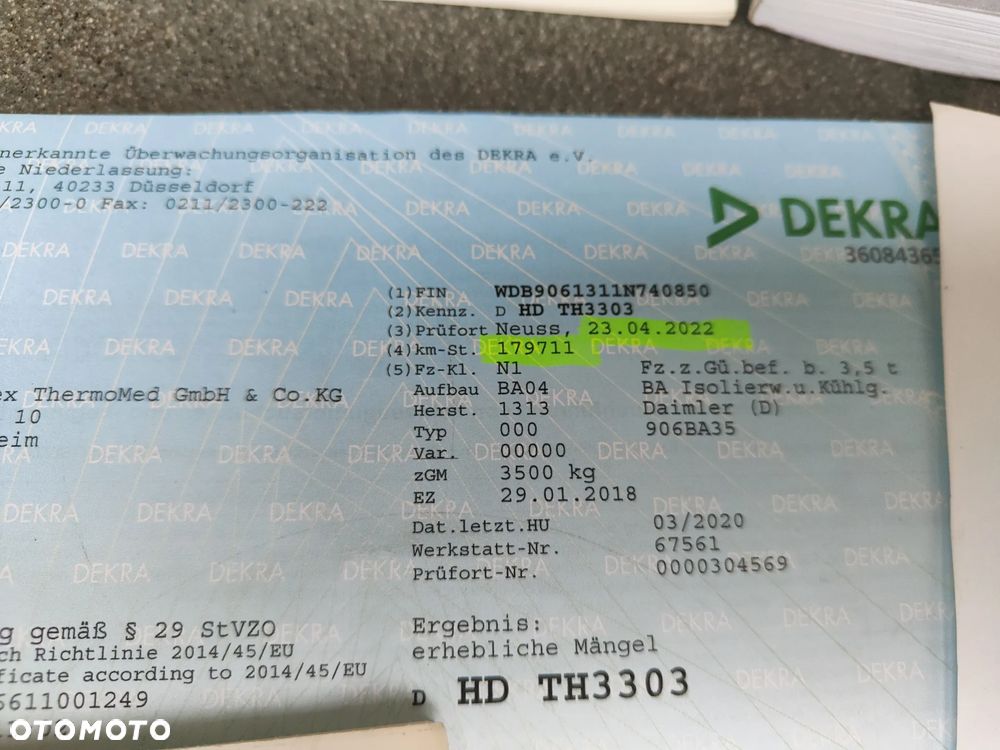 nerkannte Überwachungsorganisation des DEKRA e.V.
e Niederlassung:
11, 40233 Düsseldorf
/2300-0 Fax: 0211/2300-222
DEKRA
36084365
(1) FIN WDB9061311N740850
(2) Kennz. D HD TH3303
(3) Prüfort Neuss, 23.04.2022
(4) km-St. 179711
(5) Fz-Kl. N1 Fz.z.Gü.bef. b. 3,5 t
Aufbau BA04 BA Isolierw.u.Kühlg.
Herst. 1313 Daimler (D)
Typ 000 906BA35
Var. 00000
zGM 3500 kg
EZ 29.01.2018
Dat.letzt.HU 03/2020
Werkstatt-Nr. 67561
Prüfort-Nr. 0000304569
ex ThermoMed GmbH & Co.KG
10
eim
g gemäß § 29 StVZO
ch Richtlinie 2014/45/EU
ficate according to 2014/45/EU
5611001249
Ergebnis:
erhebliche Mängel
D HD TH3303
OTOMOTO